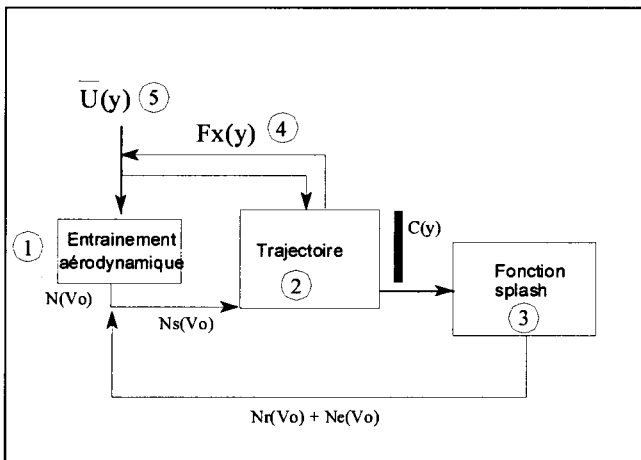 U(y) 5
Fx(y) 4
1
Entrainement
aérodynamique
N(Vo)
Ns(Vo)
Trajectoire
2
C(y)
Fonction
splash
3
Nr(Vo) + Ne(Vo)